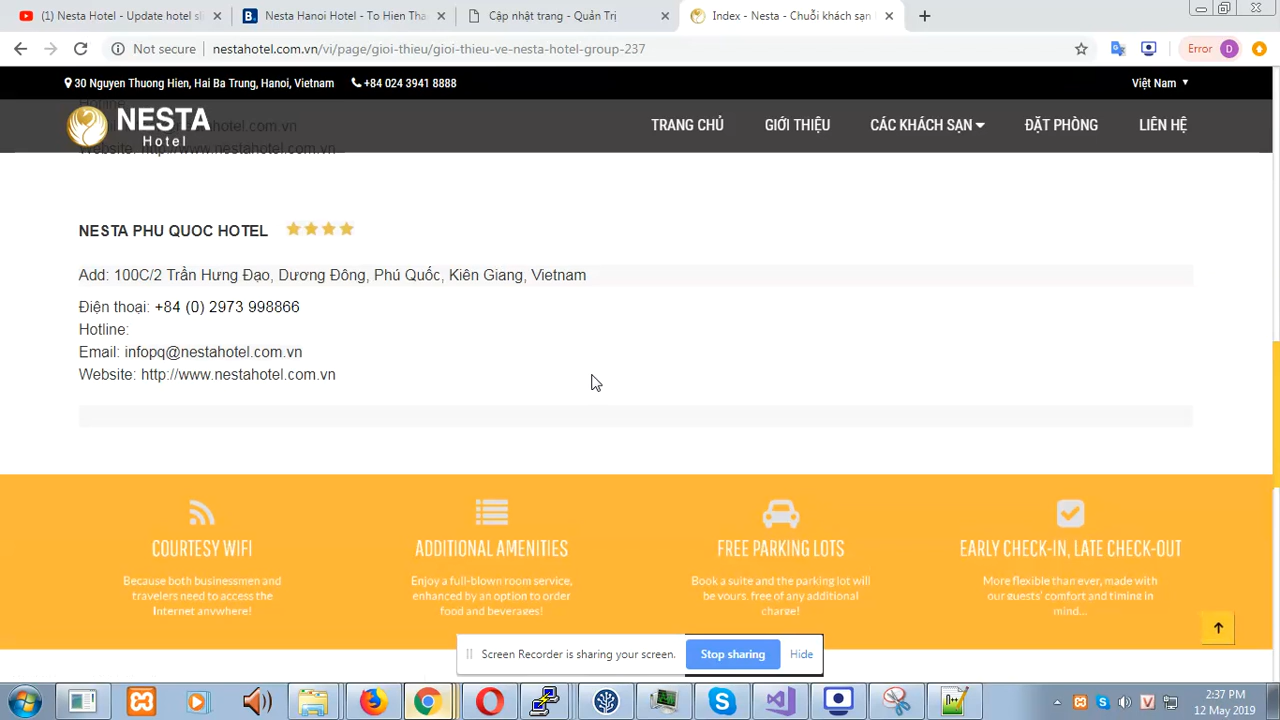 (1) Nesta Hotel - Update hotel sli
Nesta Hanoi Hotel - To Hien Tha
Cập nhật trang - Quản Trị
Index - Nesta - Chuỗi khách sạn
Not secure
nestahotel.com.vn/vi/page/gioi-thieu/gioi-thieu-ve-nesta-hotel-group-237
Error
D
30 Nguyen Thuong Hien, Hai Ba Trung, Hanoi, Vietnam
+84 024 3941 8888
Việt Nam
NESTA
Hotel
TRANG CHỦ
GIỚI THIỆU
CÁC KHÁCH SẠN
ĐẶT PHÒNG
LIÊN HỆ
Website: http://www.nestahotel.com.vn
NESTA PHU QUOC HOTEL
Add: 100C/2 Trần Hưng Đạo, Dương Đông, Phú Quốc, Kiên Giang, Vietnam
Điện thoại: +84 (0) 2973 998866
Hotline:
Email: infopq@nestahotel.com.vn
Website: http://www.nestahotel.com.vn
COURTESY WIFI
Because both businesmen and
travelers need to access the
Internet anywhere!
ADDITIONAL AMENITIES
Enjoy a full-blown room service,
enhanced by an option to order
food and beverages!
FREE PARKING LOTS
Book a suite and the parking lot will
be yours, free of any additional
charge!
EARLY CHECK-IN, LATE CHECK-OUT
More flexible than ever, made with
our guests' comfort and timing in
mind...
Screen Recorder is sharing your screen.
Stop sharing
Hide
2:37 PM
12 May 2019